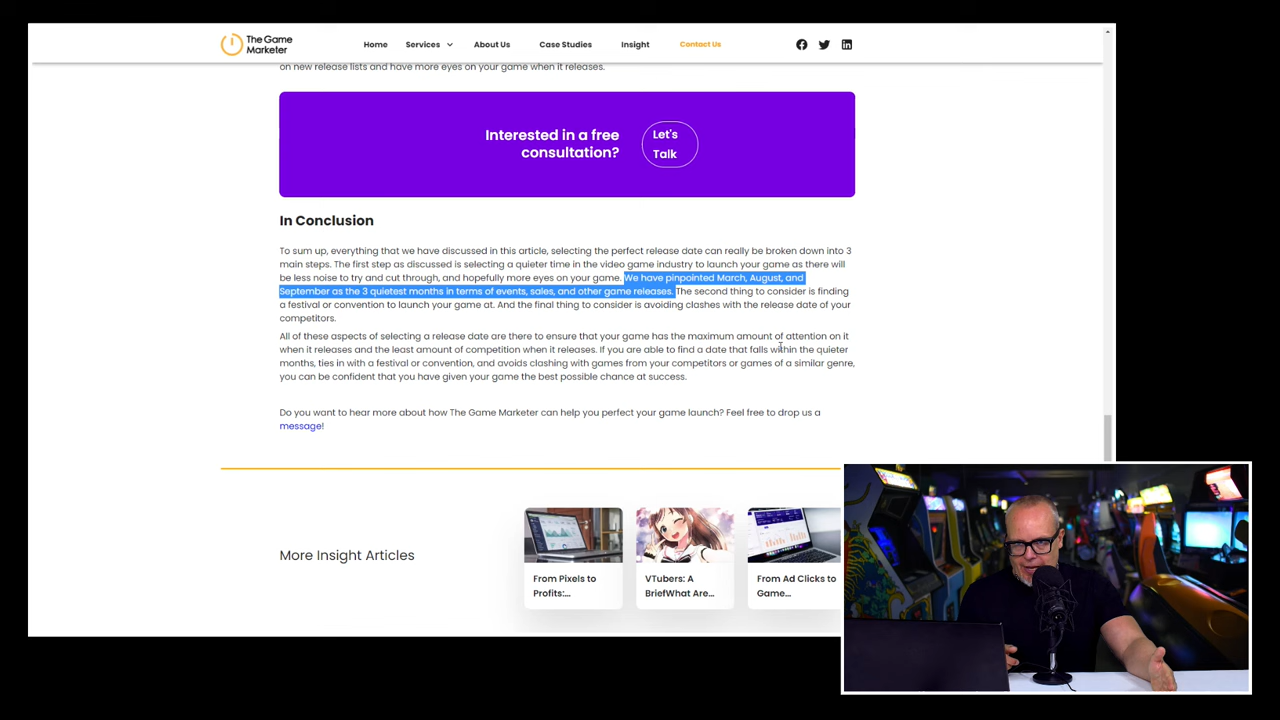 The Game
Marketer
Home
Services
About Us
Case Studies
Insight
Contact Us
on new release lists and have more eyes on your game when it releases.
Interested in a free
consultation?
Let's
Talk
In Conclusion
To sum up, everything that we have discussed in this article, selecting the perfect release date can really be broken down into 3
main steps. The first step as discussed is selecting a quieter time in the video game industry to launch your game as there will
be less noise to try and cut through, and hopefully more eyes on your game. We have pinpointed March, August, and
September as the 3 quietest months in terms of events, sales, and other game releases. The second thing to consider is finding
a festival or convention to launch your game at. And the final thing to consider is avoiding clashes with the release date of your
competitors.
All of these aspects of selecting a release date are there to ensure that your game has the maximum amount of attention on it
when it releases and the least amount of competition when it releases. If you are able to find a date that falls within the quieter
months, ties in with a festival or convention, and avoids clashing with games from your competitors or games of a similar genre,
you can be confident that you have given your game the best possible chance at success.
Do you want to hear more about how The Game Marketer can help you perfect your game launch? Feel free to drop us a
message!
More Insight Articles
From Pixels to
Profits:...
VTubers: A
BriefWhat Are...
From Ad Clicks to
Game...